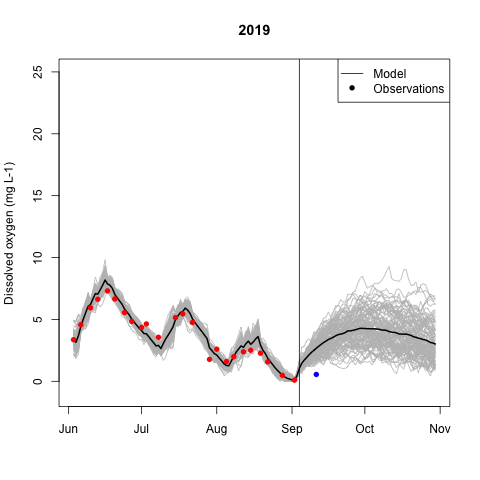 2019
Model
Observations
Dissolved oxygen (mg L-1)
25
20
15
10
5
0
Jun Jul Aug Sep Oct Nov